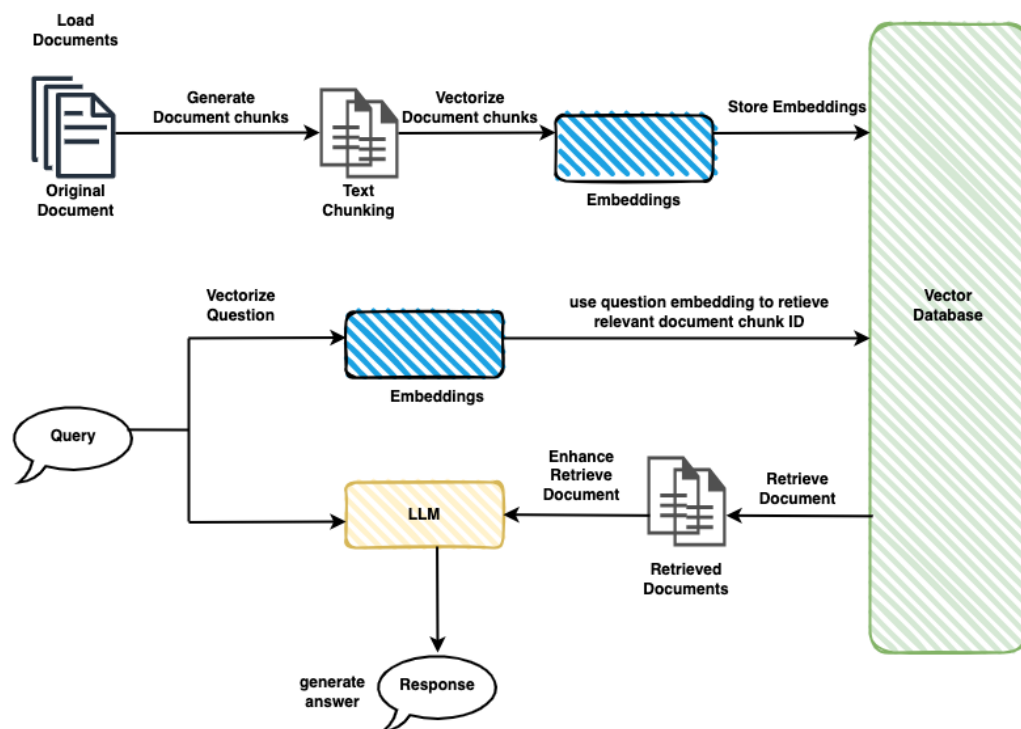 Load
Documents
Generate
Document chunks
Vectorize
Document chunks
Store Embeddings
Original
Document
Text
Chunking
Embeddings
Vectorize
Question
use question embedding to retieve
relevant document chunk ID
Vector
Database
Embeddings
Query
Enhance
Retrieve
Document
Retrieve
Document
LLM
Retrieved
Documents
generate
answer
Response